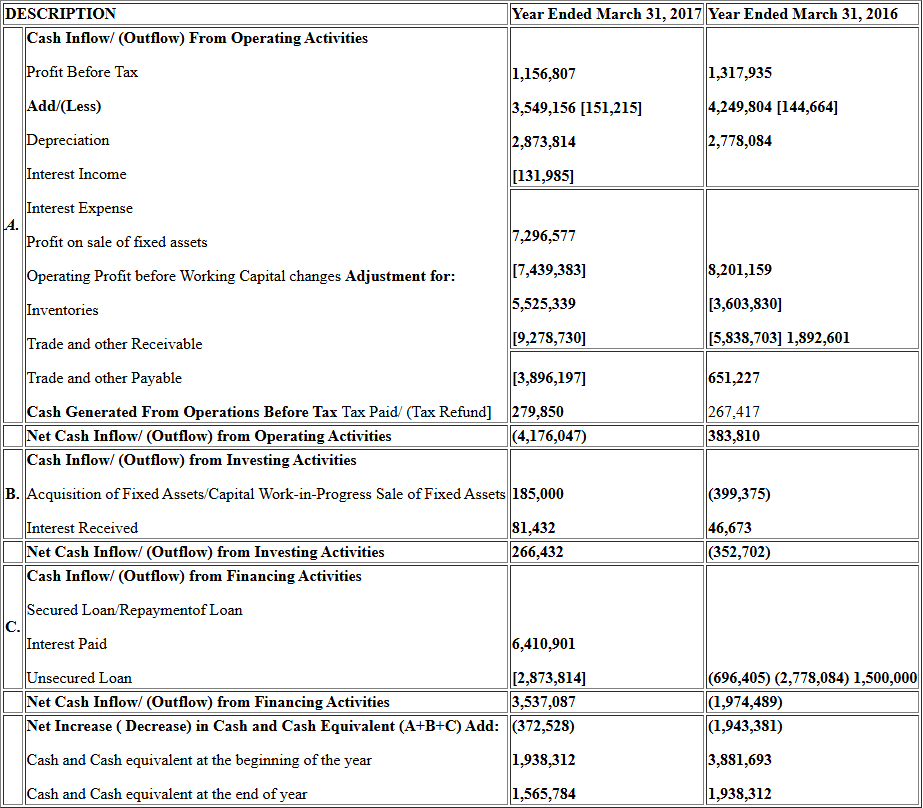 DESCRIPTION Year Ended March 31, 2017 Year Ended March 31, 2016
Cash Inflow/ (Outflow) From Operating Activities
Profit Before Tax 1,156,807 1,317,935
Add/(Less) 3,549,156 [151,215] 4,249,804 [144,664]
Depreciation 2,873,814 2,778,084
Interest Income [131,985]
Interest Expense
A.
Profit on sale of fixed assets 7,296,577
Operating Profit before Working Capital changes Adjustment for: [7,439,383] 8,201,159
Inventories 5,525,339 [3,603,830]
Trade and other Receivable [9,278,730] [5,838,703] 1,892,601
Trade and other Payable [3,896,197] 651,227
Cash Generated From Operations Before Tax Tax Paid/ (Tax Refund] 279,850 267,417
Net Cash Inflow/ (Outflow) from Operating Activities (4,176,047) 383,810
Cash Inflow/ (Outflow) from Investing Activities
B. Acquisition of Fixed Assets/Capital Work-in-Progress Sale of Fixed Assets 185,000 (399,375)
Interest Received 81,432 46,673
Net Cash Inflow/ (Outflow) from Investing Activities 266,432 (352,702)
Cash Inflow/ (Outflow) from Financing Activities
Secured Loan/Repaymentof Loan
C.
Interest Paid 6,410,901
Unsecured Loan [2,873,814] (696,405) (2,778,084) 1,500,000
Net Cash Inflow/ (Outflow) from Financing Activities 3,537,087 (1,974,489)
Net Increase ( Decrease) in Cash and Cash Equivalent (A+B+C) Add: (372,528) (1,943,381)
Cash and Cash equivalent at the beginning of the year 1,938,312 3,881,693
Cash and Cash equivalent at the end of year 1,565,784 1,938,312